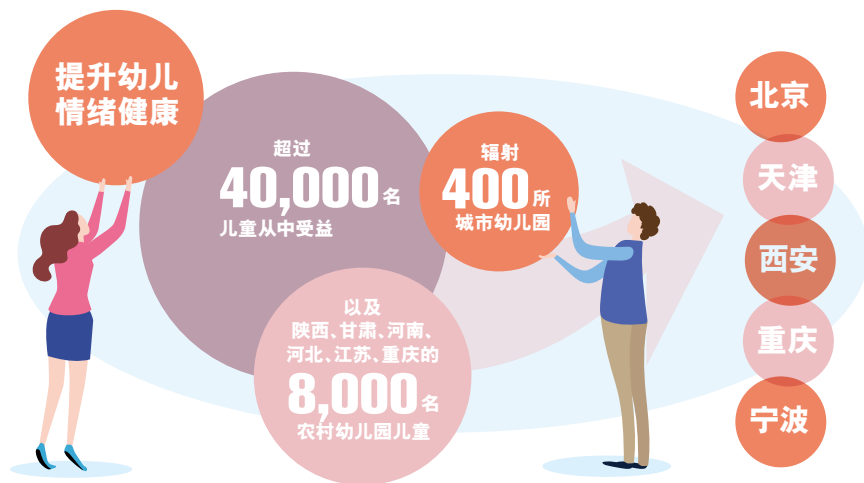 提升幼儿
情绪健康
超过
40,000名
儿童从中受益
辐射
400所
城市幼儿园
以及
陕西、甘肃、河南、
河北、江苏、重庆的
8,000名
农村幼儿园儿童
北京
天津
西安
重庆
宁波